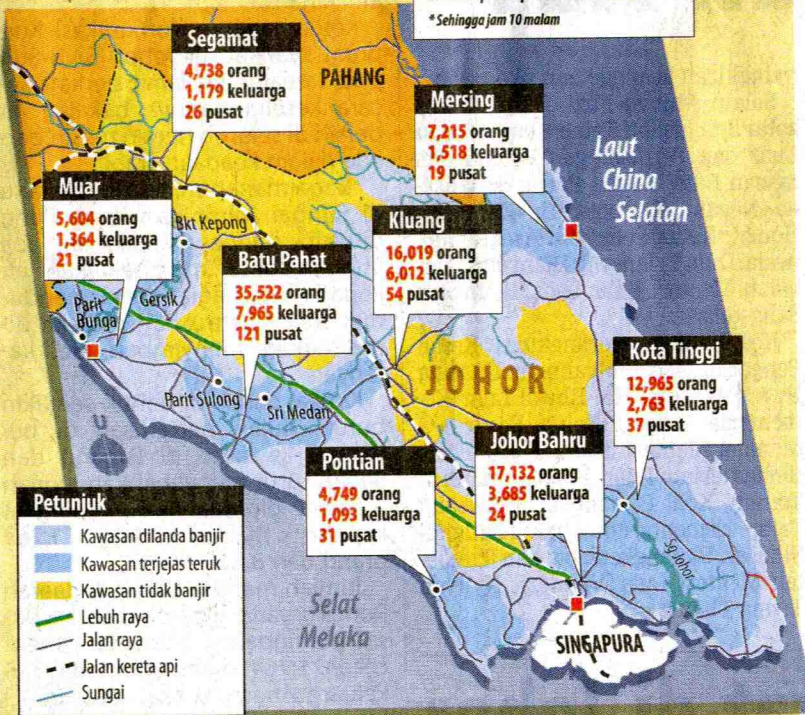 * Sehingga jam 10 malam
Segamat
4,738 orang
1,179 keluarga
26 pusat
PAHANG
Mersing
7,215 orang
1,518 keluarga
19 pusat
Laut
China
Selatan
Muar
5,604 orang
1,364 keluarga
21 pusat
Bkt Kepong
Gersik
Parit
Bunga
Batu Pahat
35,522 orang
7,965 keluarga
121 pusat
Kluang
16,019 orang
6,012 keluarga
54 pusat
JOHOR
Kota Tinggi
12,965 orang
2,763 keluarga
37 pusat
Parit Sulong
Sri Medan
U
Pontian
4,749 orang
1,093 keluarga
31 pusat
Johor Bahru
17,132 orang
3,685 keluarga
24 pusat
Sg Johor
Selat
Melaka
SINGAPURA
Petunjuk
Kawasan dilanda banjir
Kawasan terjejas teruk
Kawasan tidak banjir
Lebuh raya
Jalan raya
Jalan kereta api
Sungai